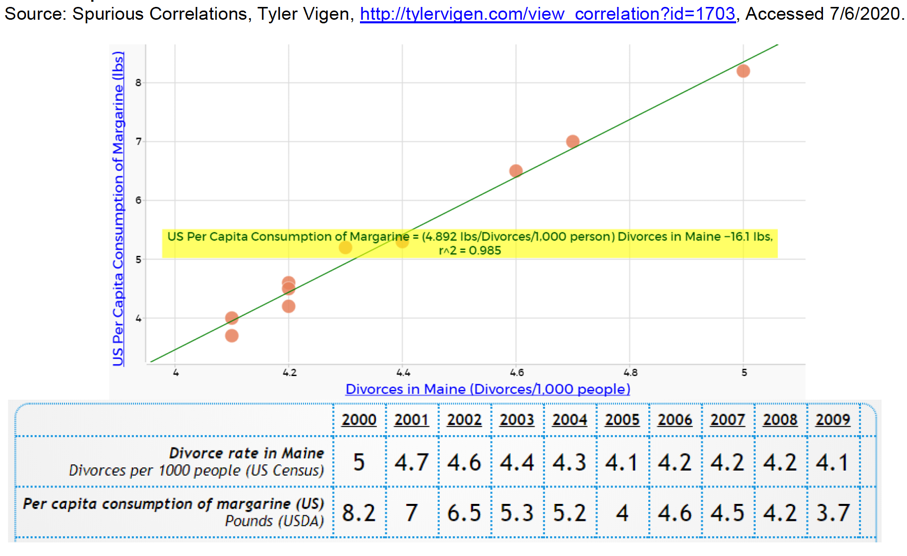 Source: Spurious Correlations, Tyler Vigen, http://tylervigen.com/view_correlation?id=1703, Accessed 7/6/2020.
US Per Capita Consumption of Margarine (lbs)
8
7
6
US Per Capita Consumption of Margarine = (4.892 lbs/Divorces/1,000 person) Divorces in Maine −16.1 lbs,
r^2 = 0.985
5
4
4 4.2 4.4 4.6 4.8 5
Divorces in Maine (Divorces/1,000 people)
2000 2001 2002 2003 2004 2005 2006 2007 2008 2009
Divorce rate in Maine
Divorces per 1000 people (US Census)
5 4.7 4.6 4.4 4.3 4.1 4.2 4.2 4.2 4.1
Per capita consumption of margarine (US)
Pounds (USDA)
8.2 7 6.5 5.3 5.2 4 4.6 4.5 4.2 3.7